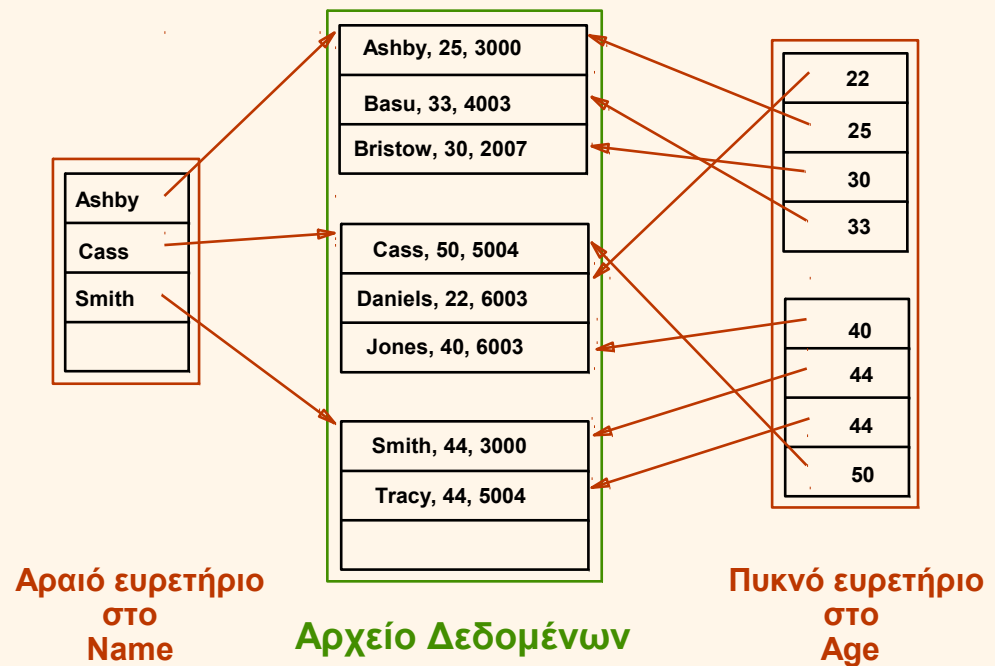 Ashby
Cass
Smith
Αραιό ευρετήριο
στο
Name
Ashby, 25, 3000
Basu, 33, 4003
Bristow, 30, 2007
Cass, 50, 5004
Daniels, 22, 6003
Jones, 40, 6003
Smith, 44, 3000
Tracy, 44, 5004
Αρχείο Δεδομένων
22
25
30
33
40
44
44
50
Πυκνό ευρετήριο
στο
Age